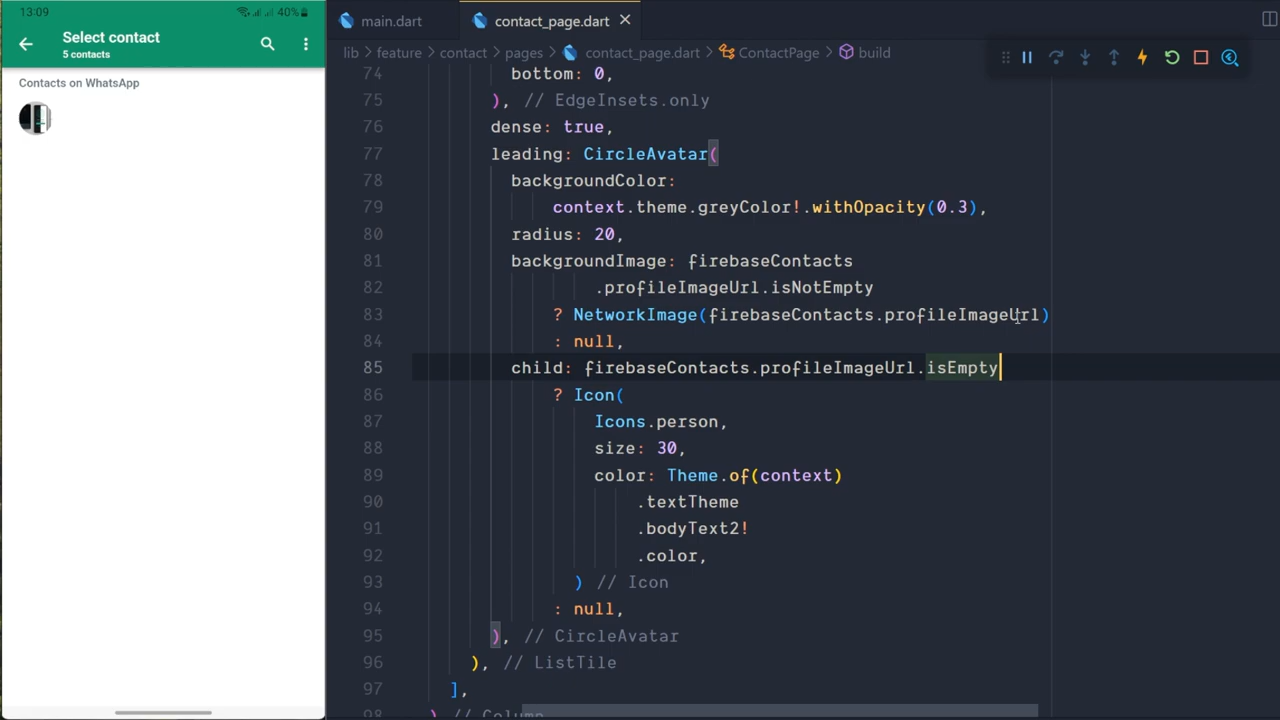 13:09
40%
Select contact
5 contacts
Contacts on WhatsApp
main.dart
contact_page.dart
lib > feature > contact > pages > contact_page.dart > ContactPage > build
74 bottom: 0,
75 ), // EdgeInsets.only
76 dense: true,
77 leading: CircleAvatar(
78 backgroundColor:
79 context.theme.greyColor!.withOpacity(0.3),
80 radius: 20,
81 backgroundImage: firebaseContacts
82 .profileImageUrl.isNotEmpty
83 ? NetworkImage(firebaseContacts.profileImageUrl)
84 : null,
85 child: firebaseContacts.profileImageUrl.isEmpty
86 ? Icon(
87 Icons.person,
88 size: 30,
89 color: Theme.of(context)
90 .textTheme
91 .bodyText2!
92 .color,
93 ) // Icon
94 : null,
95 ), // CircleAvatar
96 ), // ListTile
97 ],
98 ) // Column